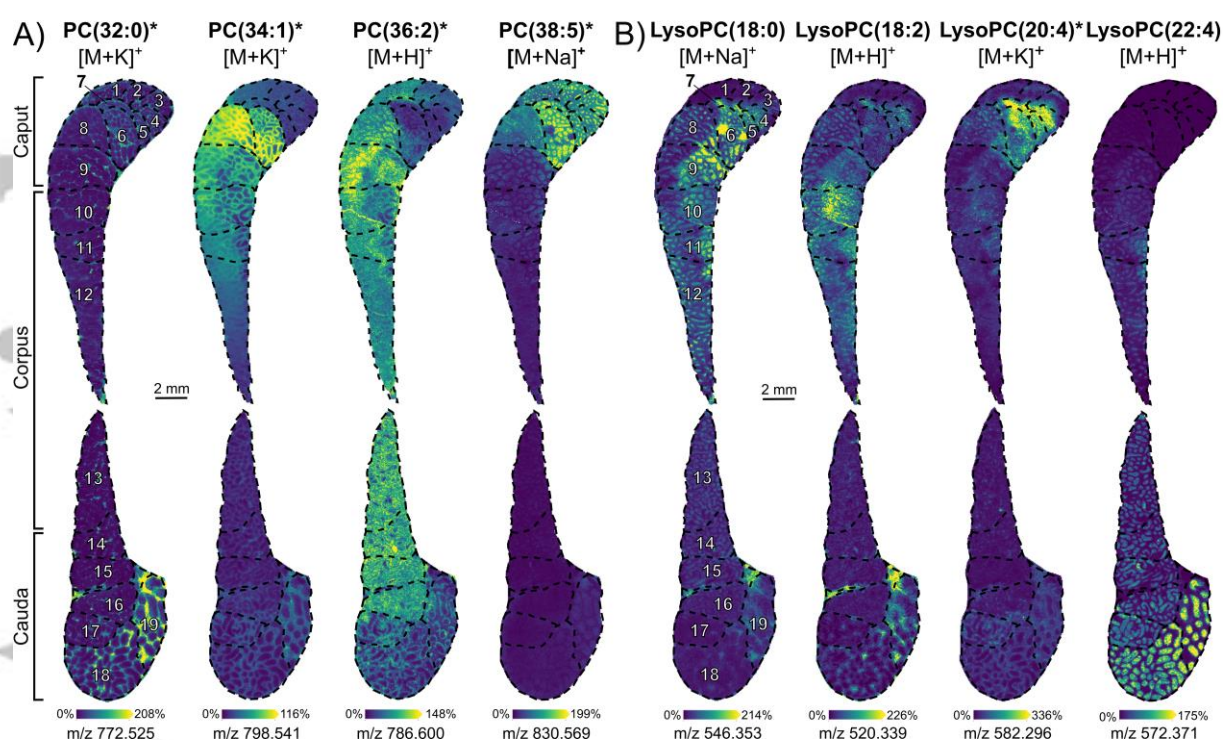 A) PC(32:0)* PC(34:1)* PC(36:2)* PC(38:5)* B) LysoPC(18:0) LysoPC(18:2) LysoPC(20:4)* LysoPC(22:4)
[M+K]+ [M+K]+ [M+H]+ [M+Na]+ [M+Na]+ [M+H]+ [M+K]+ [M+H]+
Caput
7 1 2 3 4 5 6 8 9
7 1 2 3 4 5 6 8 9
Corpus
10 10
11 11
12 12
2 mm 2 mm
13 13
Cauda
14 14
15 15
16 16
17 19 17 19
18 18
0% 208% 0% 116% 0% 148% 0% 199% 0% 214% 0% 226% 0% 336% 0% 175%
m/z 772.525 m/z 798.541 m/z 786.600 m/z 830.569 m/z 546.353 m/z 520.339 m/z 582.296 m/z 572.371